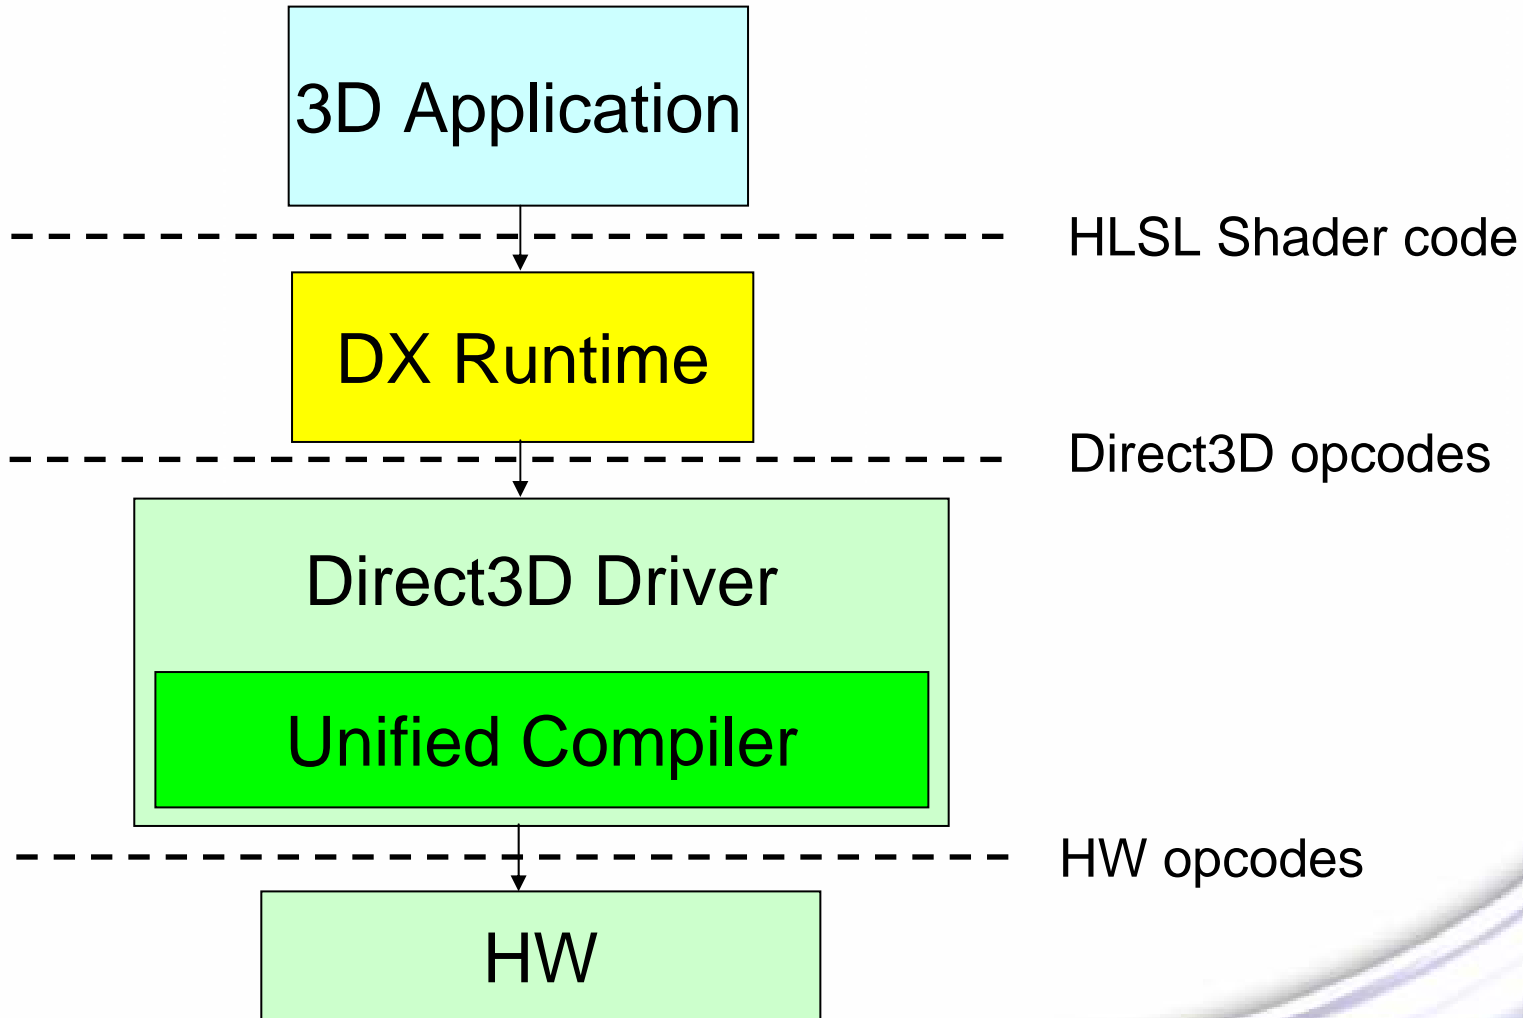 3D Application
HLSL Shader code
DX Runtime
Direct3D opcodes
Direct3D Driver
Unified Compiler
HW opcodes
HW